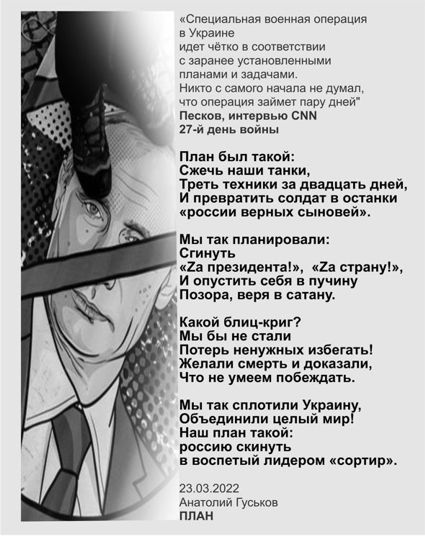 «Специальная военная операция
в Украине
идет чётко в соответствии
с заранее установленными
планами и задачами.
Никто с самого начала не думал,
что операция займет пару дней"
Песков, интервью CNN
27-й день войны
План был такой:
Сжечь наши танки,
Треть техники за двадцать дней,
И превратить солдат в останки
«россии верных сыновей».
Мы так планировали:
Сгинуть
«Zа президента!», «Zа страну!»,
И опустить себя в пучину
Позора, веря в сатану.
Какой блиц-криг?
Мы бы не стали
Потерь ненужных избегать!
Желали смерть и доказали,
Что не умеем побеждать.
Мы так сплотили Украину,
Объединили целый мир!
Наш план такой:
россию скинуть
в воспетый лидером «сортир».
23.03.2022
Анатолий Гуськов
ПЛАН